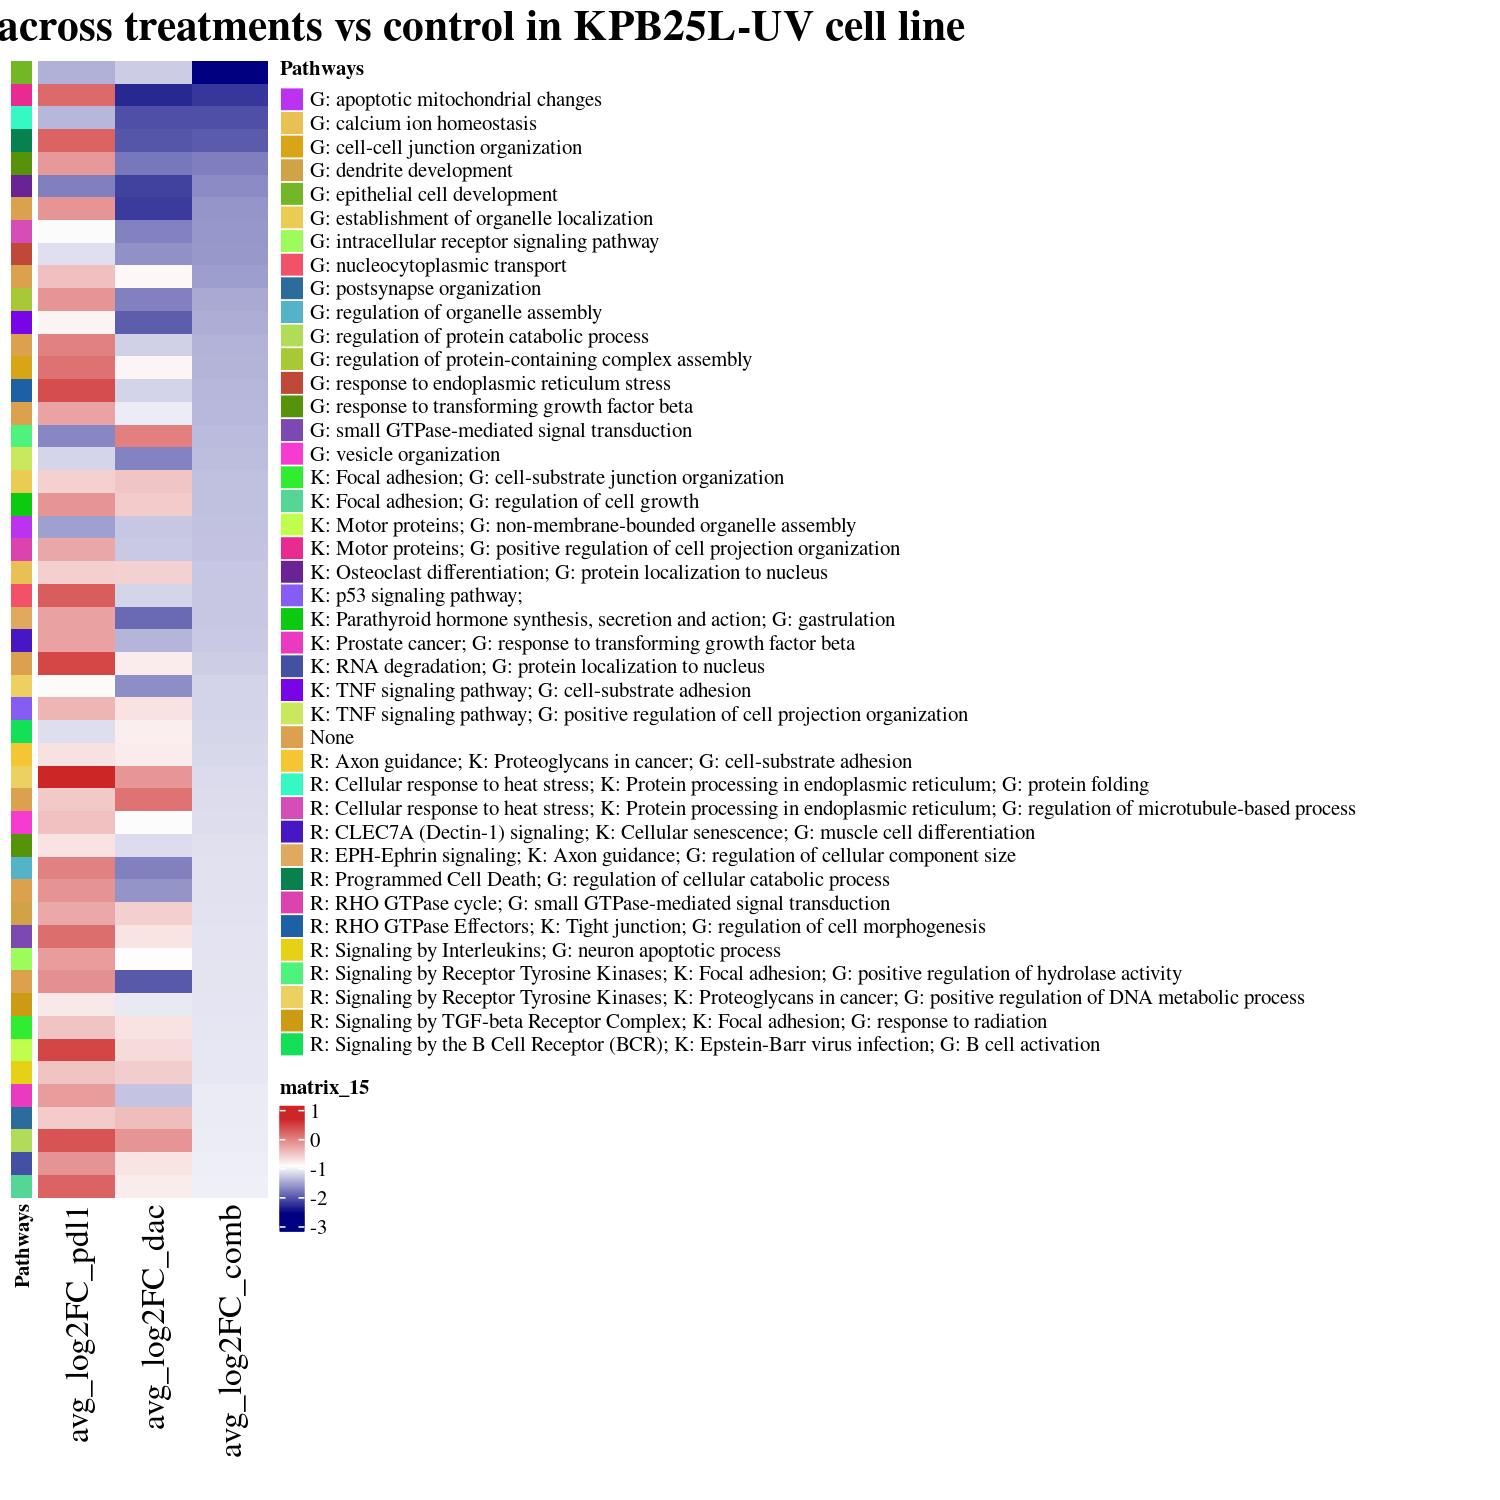 across treatments vs control in KPB25L-UV cell line
Pathways
G: apoptotic mitochondrial changes
G: calcium ion homeostasis
G: cell-cell junction organization
G: dendrite development
G: epithelial cell development
G: establishment of organelle localization
G: intracellular receptor signaling pathway
G: nucleocytoplasmic transport
G: postsynapse organization
G: regulation of organelle assembly
G: regulation of protein catabolic process
G: regulation of protein-containing complex assembly
G: response to endoplasmic reticulum stress
G: response to transforming growth factor beta
G: small GTPase-mediated signal transduction
G: vesicle organization
K: Focal adhesion; G: cell-substrate junction organization
K: Focal adhesion; G: regulation of cell growth
K: Motor proteins; G: non-membrane-bounded organelle assembly
K: Motor proteins; G: positive regulation of cell projection organization
K: Osteoclast differentiation; G: protein localization to nucleus
K: p53 signaling pathway;
K: Parathyroid hormone synthesis, secretion and action; G: gastrulation
K: Prostate cancer; G: response to transforming growth factor beta
K: RNA degradation; G: protein localization to nucleus
K: TNF signaling pathway; G: cell-substrate adhesion
K: TNF signaling pathway; G: positive regulation of cell projection organization
None
R: Axon guidance; K: Proteoglycans in cancer; G: cell-substrate adhesion
R: Cellular response to heat stress; K: Protein processing in endoplasmic reticulum; G: protein folding
R: Cellular response to heat stress; K: Protein processing in endoplasmic reticulum; G: regulation of microtubule-based process
R: CLEC7A (Dectin-1) signaling; K: Cellular senescence; G: muscle cell differentiation
R: EPH-Ephrin signaling; K: Axon guidance; G: regulation of cellular component size
R: Programmed Cell Death; G: regulation of cellular catabolic process
R: RHO GTPase cycle; G: small GTPase-mediated signal transduction
R: RHO GTPase Effectors; K: Tight junction; G: regulation of cell morphogenesis
R: Signaling by Interleukins; G: neuron apoptotic process
R: Signaling by Receptor Tyrosine Kinases; K: Focal adhesion; G: positive regulation of hydrolase activity
R: Signaling by Receptor Tyrosine Kinases; K: Proteoglycans in cancer; G: positive regulation of DNA metabolic process
R: Signaling by TGF-beta Receptor Complex; K: Focal adhesion; G: response to radiation
R: Signaling by the B Cell Receptor (BCR); K: Epstein-Barr virus infection; G: B cell activation
matrix_15
1
0
-1
-2
-3
Pathways
avg_log2FC_pdl1
avg_log2FC_dac
avg_log2FC_comb